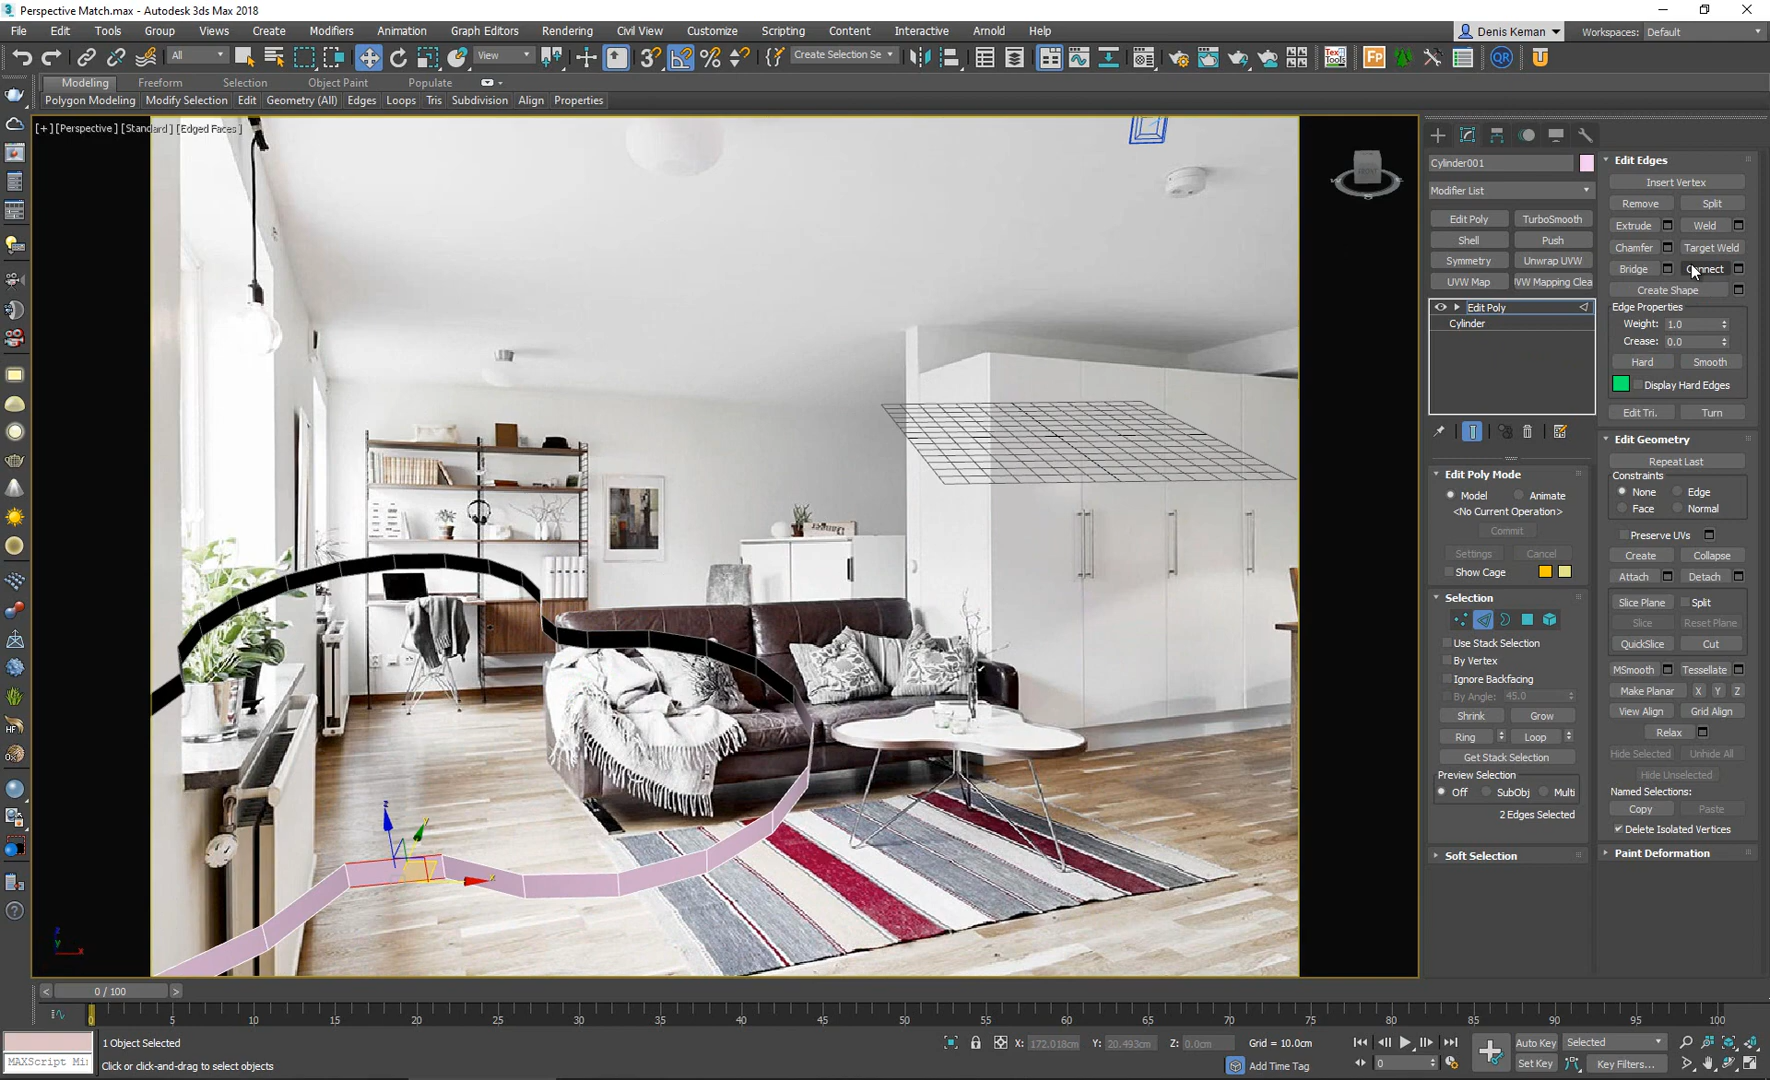 Perspective Match.max - Autodesk 3ds Max 2018
File Edit Tools Group Views Create Modifiers Animation Graph Editors Rendering Civil View Customize Scripting Content Interactive Arnold Help
Denis Keman Workspaces: Default
All View Create Selection Se
Modeling Freeform Selection Object Paint Populate
Polygon Modeling Modify Selection Edit Geometry (All) Edges Loops Tris Subdivision Align Properties
[+] [Perspective] [Standard] [Edged Faces]
Cylinder001
Modifier List
Edit Poly TurboSmooth
Shell Push
Symmetry Unwrap UVW
UVW Map VW Mapping Clea
Edit Poly
Cylinder
Edit Poly Mode
Model Animate
<No Current Operation>
Commit
Settings Cancel
Show Cage
Selection
Use Stack Selection
By Vertex
Ignore Backfacing
By Angle: 45.0
Shrink Grow
Ring Loop
Get Stack Selection
Preview Selection
Off SubObj Multi
2 Edges Selected
Soft Selection
Edit Edges
Insert Vertex
Remove Split
Extrude Weld
Chamfer Target Weld
Bridge Connect
Create Shape
Edge Properties
Weight: 1.0
Crease: 0.0
Hard Smooth
Display Hard Edges
Edit Tri. Turn
Edit Geometry
Repeat Last
Constraints
None Edge
Face Normal
Preserve UVs
Create Collapse
Attach Detach
Slice Plane Split
Slice Reset Plane
QuickSlice Cut
MSmooth Tessellate
Make Planar X Y Z
View Align Grid Align
Relax
Hide Selected Unhide All
Hide Unselected
Named Selections:
Copy Paste
Delete Isolated Vertices
Paint Deformation
z y x
z y x
< 0 / 100 >
0 5 10 15 20 25 30 35 40 45 50 55 60 65 70 75 80 85 90 95 100
1 Object Selected
X: 172.018cm Y: 20.493cm Z: 0.0cm Grid = 10.0cm
Auto Key Selected
MAXScript Mi:
Click or click-and-drag to select objects
Add Time Tag
0
Set Key Key Filters...